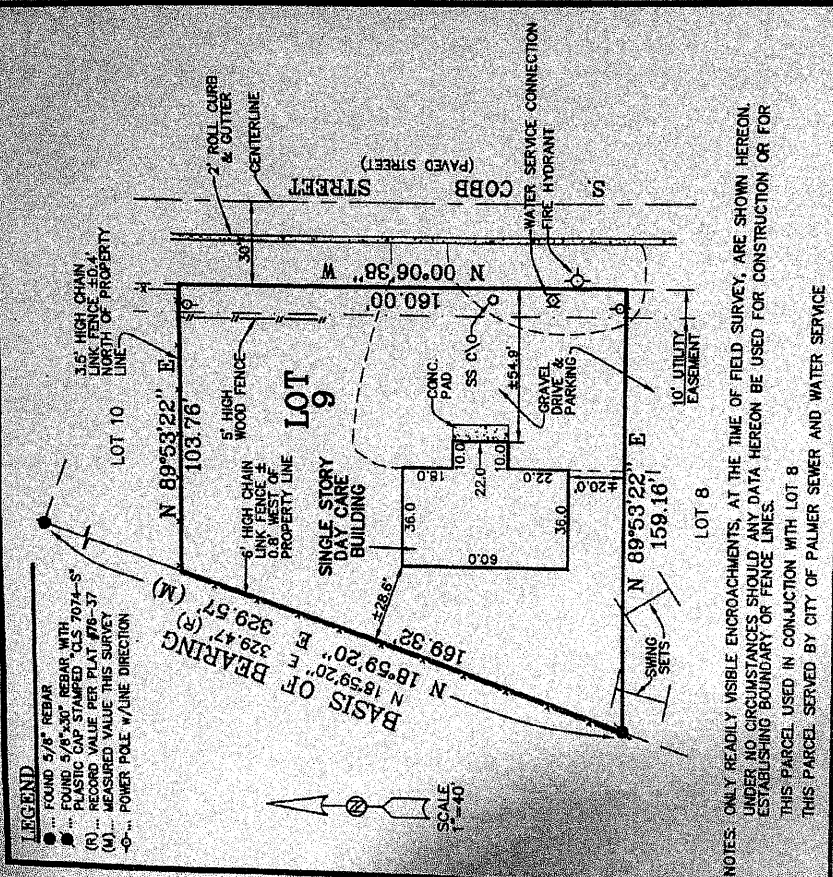 LEGEND
... FOUND 5/8" REBAR
... FOUND 5/8"x30" REBAR WITH
PLASTIC CAP STAMPED "CLS 7074-S"
(R)... RECORD VALUE PER PLAT #76-37
(M)... MEASURED VALUE THIS SURVEY
... POWER POLE W/LINE DIRECTION
N
SCALE
1"=40'
LOT 10
3.5' HIGH CHAIN
LINK FENCE ±0.4'
NORTH OF PROPERTY
LINE
2' ROLL CURB
& GUTTER
CENTERLINE
30'
N 89°53'22" E
103.76'
5' HIGH
WOOD FENCE
LOT
9
N 00°06'38" W
160.00'
S. COBB STREET
(PAVED STREET)
WATER SERVICE CONNECTION
FIRE HYDRANT
(M)
329.57'
329.47' (R)
N 18°59'20" E
N 18°59'20" E
BASIS OF BEARING
169.32'
6' HIGH CHAIN
LINK FENCE ±
0.8' WEST OF
PROPERTY LINE
SINGLE STORY
DAY CARE
BUILDING
±28.6'
36.0
60.0
36.0
18.0
10.0
22.0
10.0
22.0
CONC.
PAD
SS C\O
±54.9'
GRAVEL
DRIVE &
PARKING
±20.0'
10' UTILITY
EASEMENT
N 89°53'22" E
159.16'
LOT 8
SWING
SETS
NOTES: ONLY READILY VISIBLE ENCROACHMENTS, AT THE TIME OF FIELD SURVEY, ARE SHOWN HEREON.
UNDER NO CIRCUMSTANCES SHOULD ANY DATA HEREON BE USED FOR CONSTRUCTION OR FOR
ESTABLISHING BOUNDARY OR FENCE LINES.
THIS PARCEL USED IN CONJUCTION WITH LOT 8
THIS PARCEL SERVED BY CITY OF PALMER SEWER AND WATER SERVICE